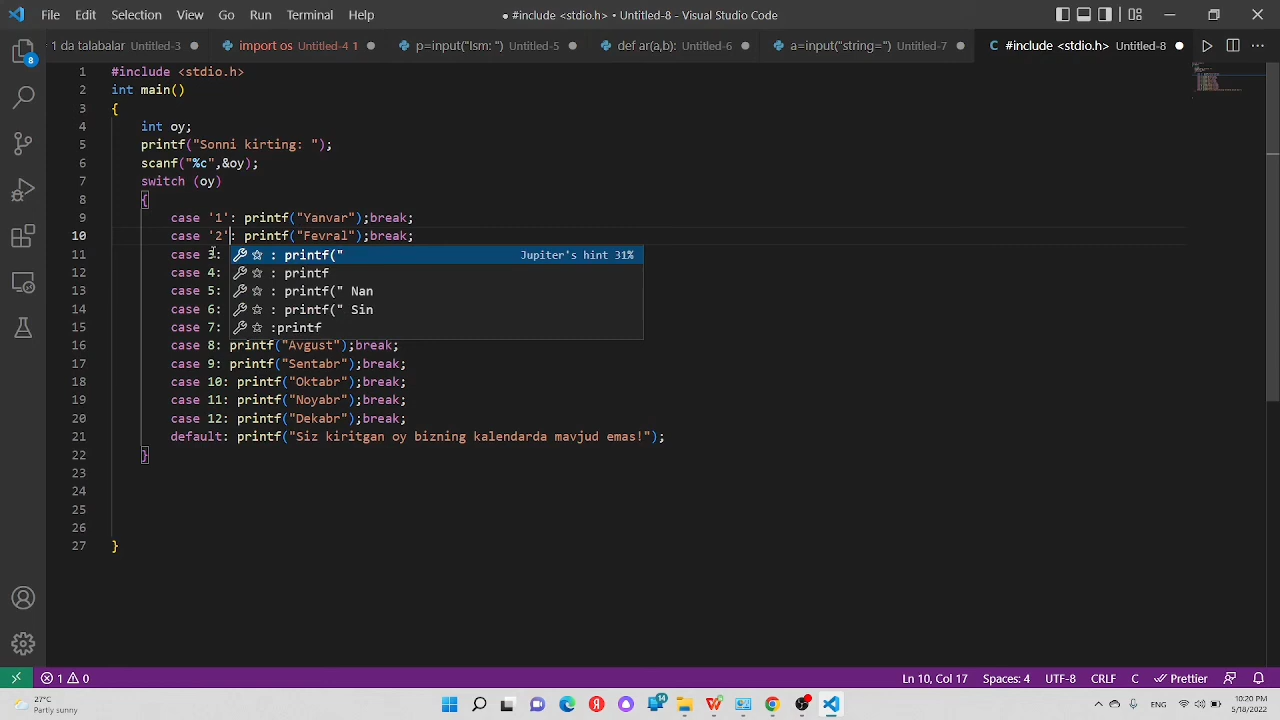 File Edit Selection View Go Run Terminal Help
● #include <stdio.h> • Untitled-8 - Visual Studio Code
1 da talabalar Untitled-3
import os Untitled-4 1
p=input("Ism: ") Untitled-5
def ar(a,b): Untitled-6
a=input("string=") Untitled-7
C #include <stdio.h> Untitled-8
8
1 #include <stdio.h>
2 int main()
3 {
4 int oy;
5 printf("Sonni kirting: ");
6 scanf("%c",&oy);
7 switch (oy)
8 {
9 case '1': printf("Yanvar");break;
10 case '2': printf("Fevral");break;
11 case 3:
: printf(" Jupiter's hint 31%
12 case 4:
: printf
13 case 5:
: printf(" Nan
14 case 6:
: printf(" Sin
15 case 7:
:printf
16 case 8: printf("Avgust");break;
17 case 9: printf("Sentabr");break;
18 case 10: printf("Oktabr");break;
19 case 11: printf("Noyabr");break;
20 case 12: printf("Dekabr");break;
21 default: printf("Siz kiritgan oy bizning kalendarda mavjud emas!");
22 }
23
24
25
26
27 }
1 0
Ln 10, Col 17 Spaces: 4 UTF-8 CRLF C Prettier
27°C
Partly sunny
14
10:20 PM
5/18/2022